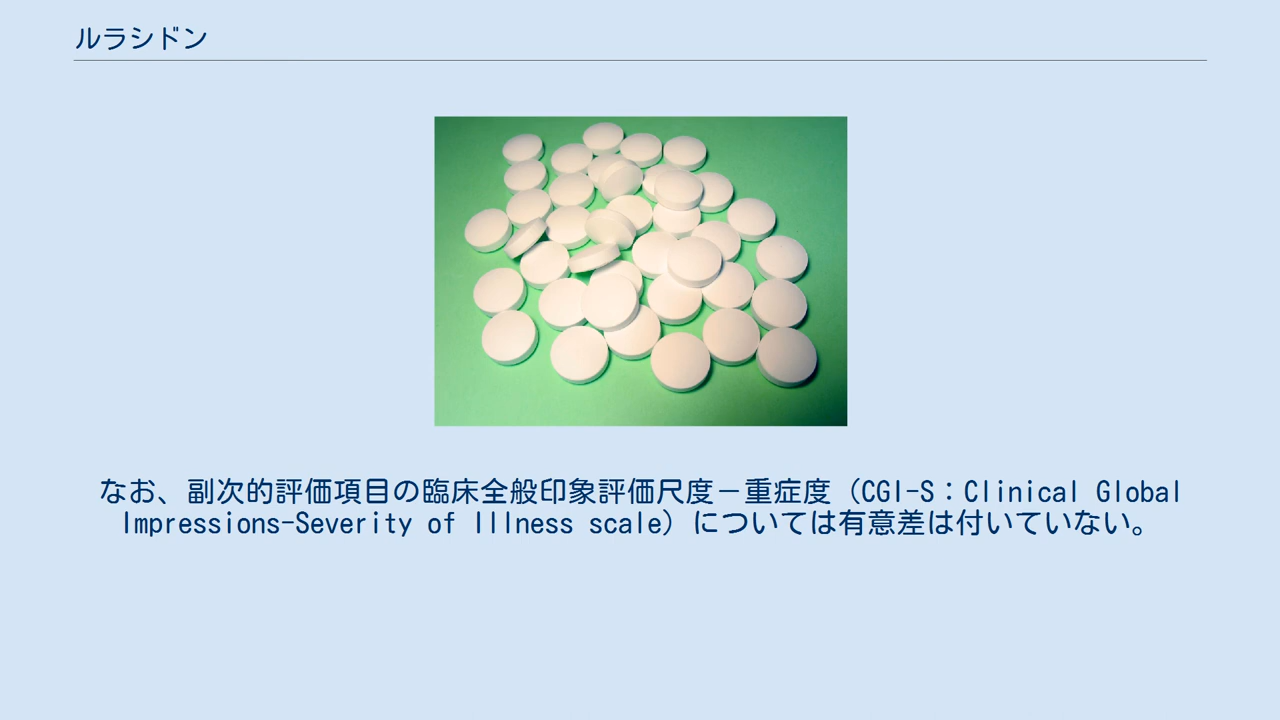 ルラシドン
なお、副次的評価項目の臨床全般印象評価尺度－重症度（CGI-S：Clinical Global
Impressions-Severity of Illness scale）については有意差は付いていない。